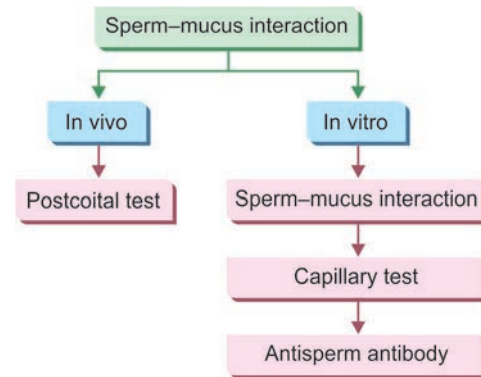 Sperm–mucus interaction
In vivo
In vitro
Postcoital test
Sperm–mucus interaction
Capillary test
Antisperm antibody